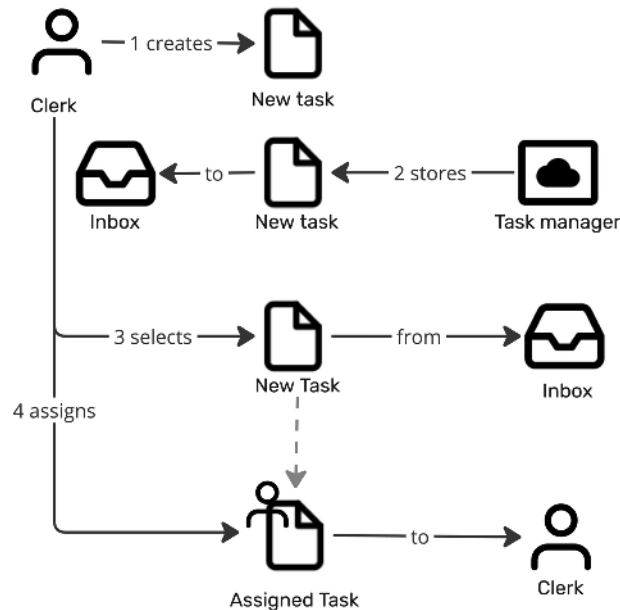 1 creates
Clerk
New task
to
2 stores
Inbox
New task
Task manager
3 selects
from
New Task
Inbox
4 assigns
to
Assigned Task
Clerk